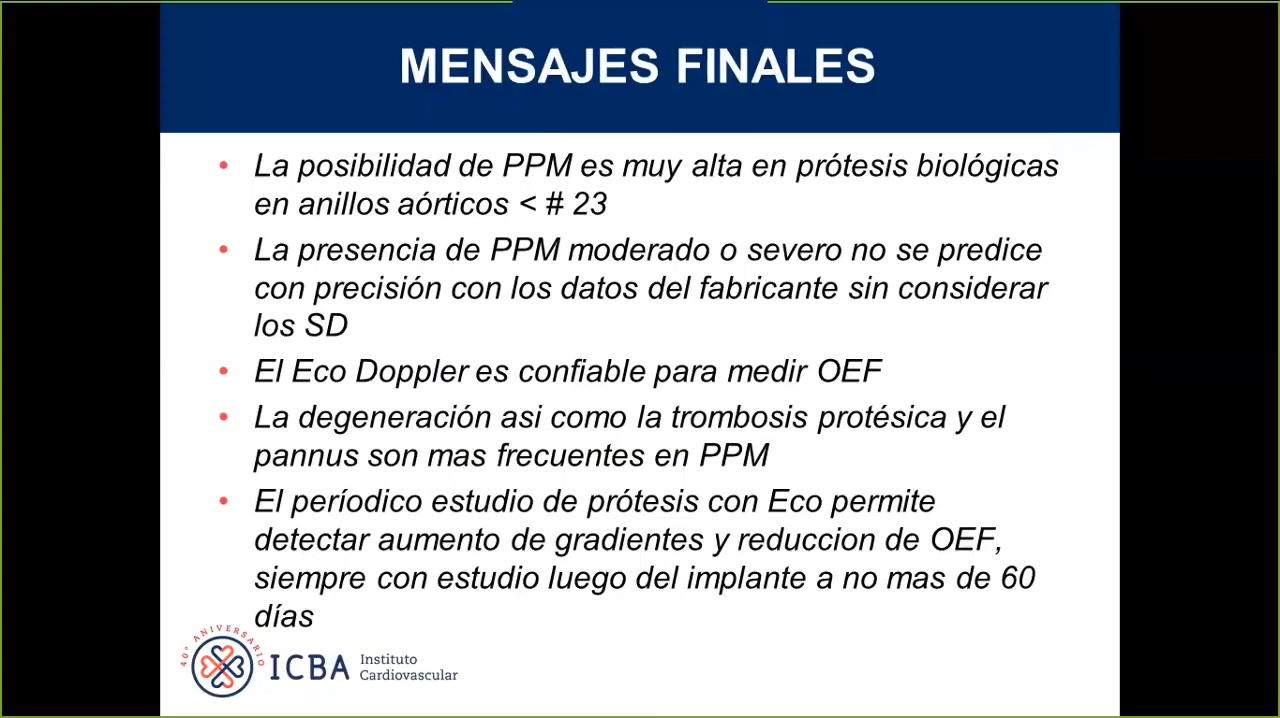 MENSAJES FINALES
• La posibilidad de PPM es muy alta en prótesis biológicas
en anillos aórticos < # 23
• La presencia de PPM moderado o severo no se predice
con precisión con los datos del fabricante sin considerar
los SD
• El Eco Doppler es confiable para medir OEF
• La degeneración asi como la trombosis protésica y el
pannus son mas frecuentes en PPM
• El períodico estudio de prótesis con Eco permite
detectar aumento de gradientes y reduccion de OEF,
siempre con estudio luego del implante a no mas de 60
días
40° ANIVERSARIO
ICBA
Instituto
Cardiovascular